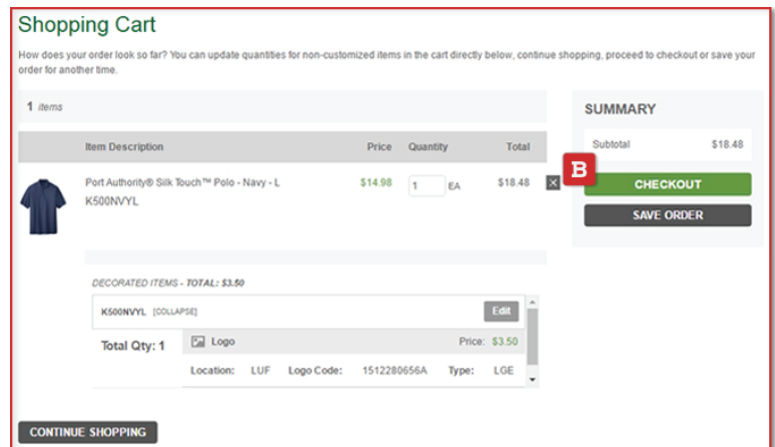 Shopping Cart
How does your order look so far? You can update quantities for non-customized items in the cart directly below, continue shopping, proceed to checkout or save your
order for another time.
1 items
SUMMARY
Subtotal $18.48
Item Description Price Quantity Total
B
CHECKOUT
Port Authority® Silk Touch™ Polo - Navy - L $14.98 1 EA $18.48 X
K500NVYL
SAVE ORDER
DECORATED ITEMS - TOTAL: $3.50
K500NVYL [COLLAPSE] Edit
Total Qty: 1 Logo Price: $3.50
Location: LUF Logo Code: 1512280656A Type: LGE
CONTINUE SHOPPING